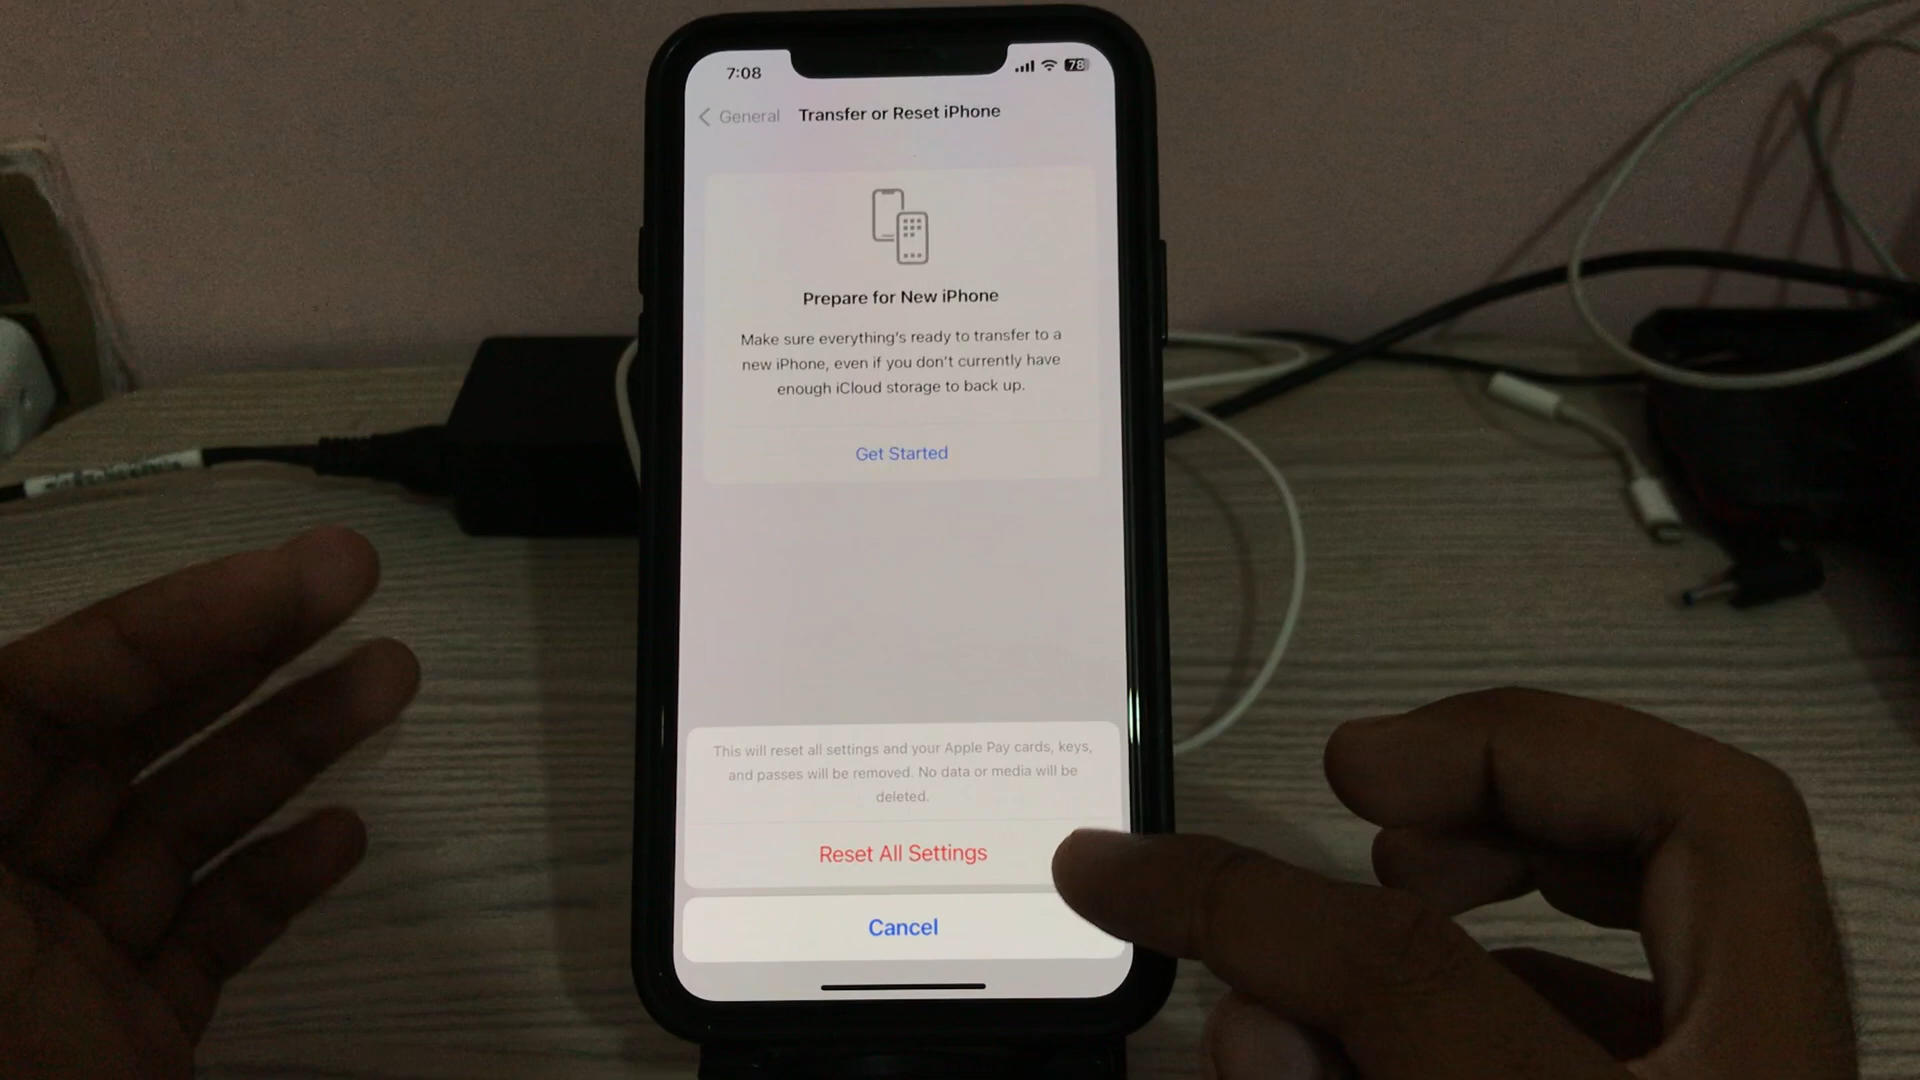 7:08
78
General
Transfer or Reset iPhone
Prepare for New iPhone
Make sure everything's ready to transfer to a
new iPhone, even if you don't currently have
enough iCloud storage to back up.
Get Started
This will reset all settings and your Apple Pay cards, keys,
and passes will be removed. No data or media will be
deleted.
Reset All Settings
Cancel